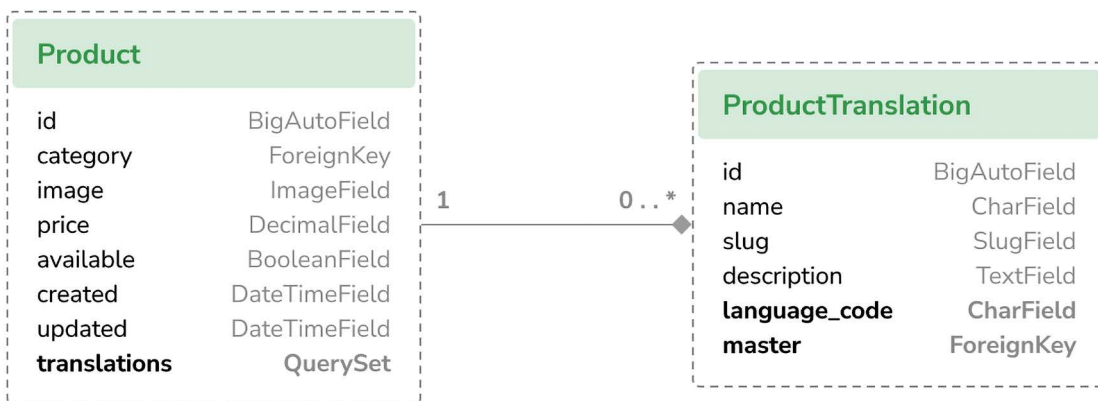 Product
id BigAutoField
category ForeignKey
image ImageField
price DecimalField
available BooleanField
created DateTimeField
updated DateTimeField
translations QuerySet
1 0 . . *
ProductTranslation
id BigAutoField
name CharField
slug SlugField
description TextField
language_code CharField
master ForeignKey